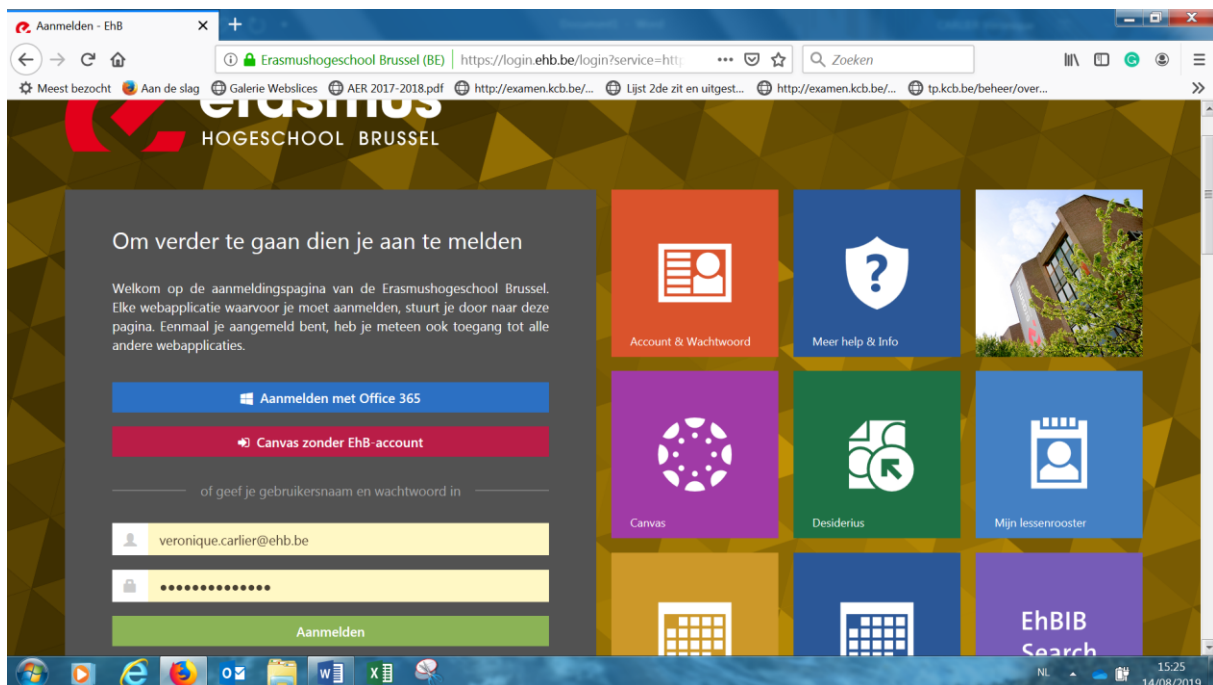 Aanmelden - EhB
Erasmushogeschool Brussel (BE) https://login.ehb.be/login?service=http
Zoeken
Meest bezocht Aan de slag Galerie Webslices AER 2017-2018.pdf http://examen.kcb.be/... Lijst 2de zit en uitgest... http://examen.kcb.be/... tp.kcb.be/beheer/over...
erasmus
HOGESCHOOL BRUSSEL
Om verder te gaan dien je aan te melden
Welkom op de aanmeldingspagina van de Erasmushogeschool Brussel.
Elke webapplicatie waarvoor je moet aanmelden, stuurt je door naar deze
pagina. Eenmaal je aangemeld bent, heb je meteen ook toegang tot alle
andere webapplicaties.
Aanmelden met Office 365
Canvas zonder EhB-account
of geef je gebruikersnaam en wachtwoord in
veronique.carlier@ehb.be
••••••••••••••
Aanmelden
Account & Wachtwoord
Meer help & Info
Canvas
Desiderius
Mijn lessenrooster
EhBIB
Search
NL
15:25
14/08/2019